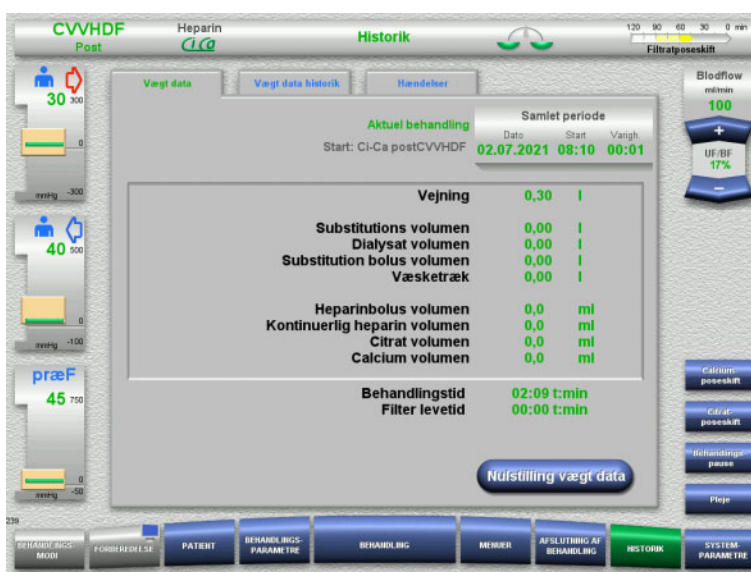 CVVHDF
Post
Heparin
Ci Ca
Historik
120 90 60 30 0 min
Filtratposeskift
30 300
0
mmHg -300
40 500
0
mmHg -100
præF
45 750
0
mmHg -50
Vægt data
Vægt data historik
Hændelser
Aktuel behandling
Start: Ci-Ca postCVVHDF
Samlet periode
Dato Start Varigh.
02.07.2021 08:10 00:01
Vejning 0,30 l
Substitutions volumen 0,00 l
Dialysat volumen 0,00 l
Substitution bolus volumen 0,00 l
Væsketræk 0,00 l
Heparinbolus volumen 0,0 ml
Kontinuerlig heparin volumen 0,0 ml
Citrat volumen 0,0 ml
Calcium volumen 0,0 ml
Behandlingstid 02:09 t:min
Filter levetid 00:00 t:min
Nulstilling vægt data
Blodflow
ml/min
100
+
UF/BF
17%
−
Calcium-
poseskift
Citrat-
poseskift
Behandlings-
pause
Pleje
239
BEHANDLINGS-
MODI
FORBEREDELSE
PATIENT
BEHANDLINGS-
PARAMETRE
BEHANDLING
MENUER
AFSLUTNING AF
BEHANDLING
HISTORIK
SYSTEM-
PARAMETRE